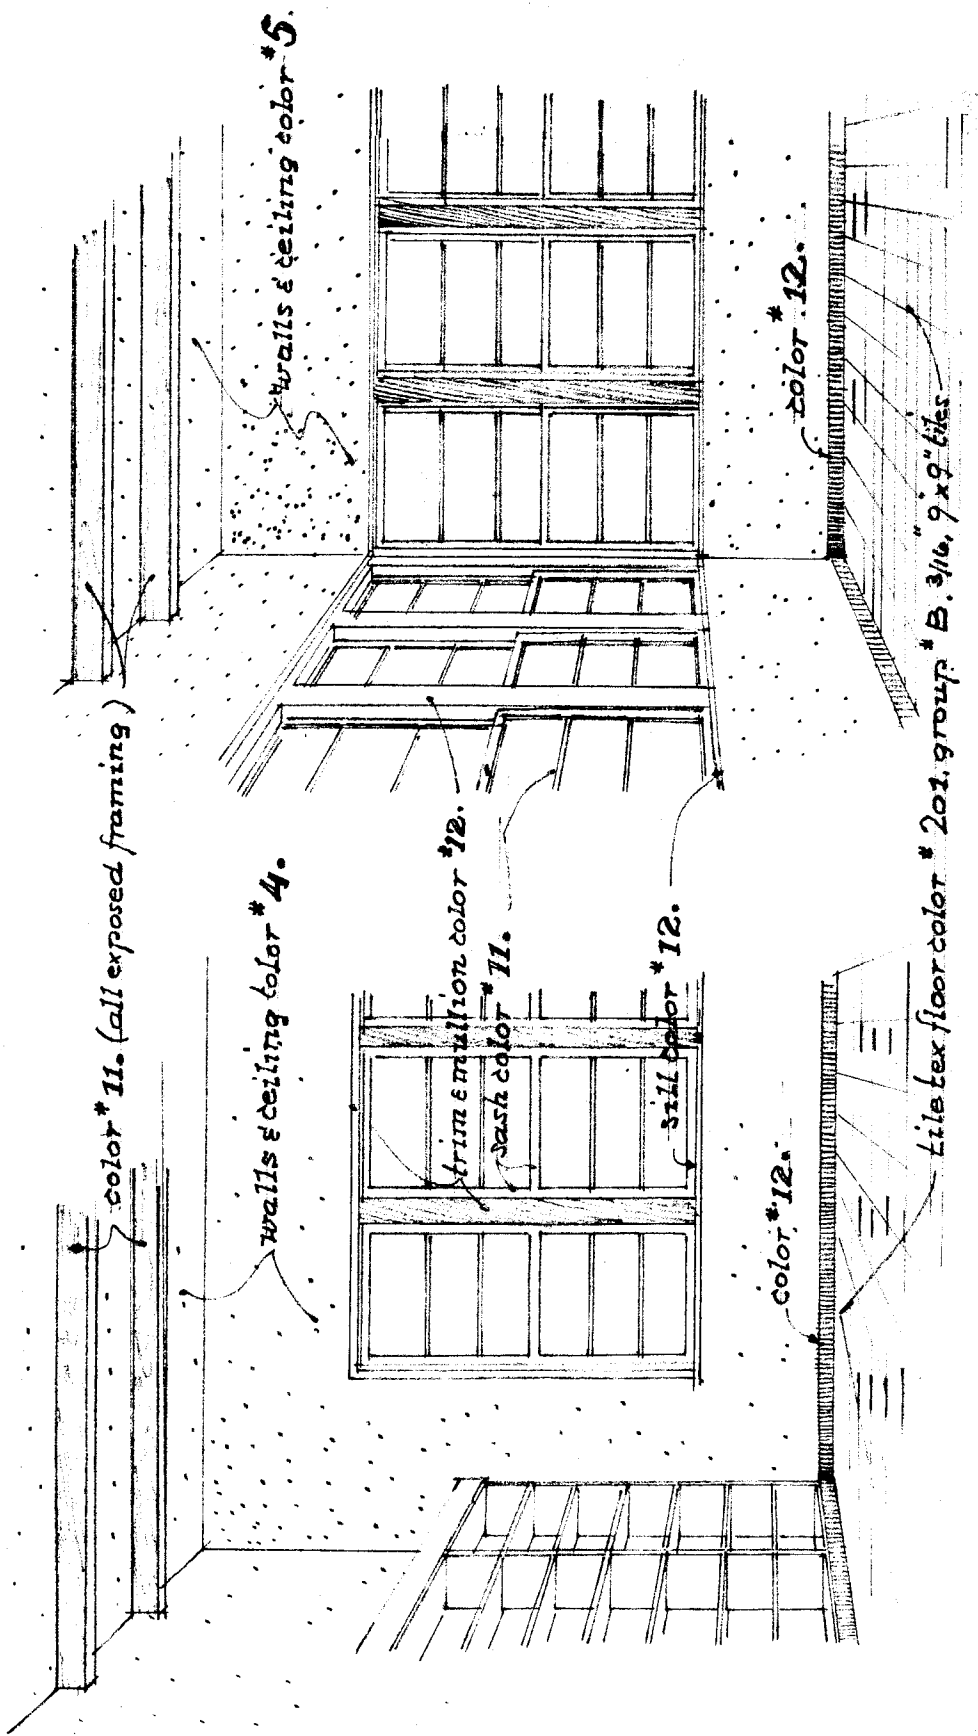 color #11. (all exposed framing)
walls & ceiling color #4.
walls & ceiling color #5.
trim & mullion color #12.
sash color #11.
sill color #12.
color #12.
color #12.
tile tex floor color #201, group #B. 3/16," 9"x9" tiles